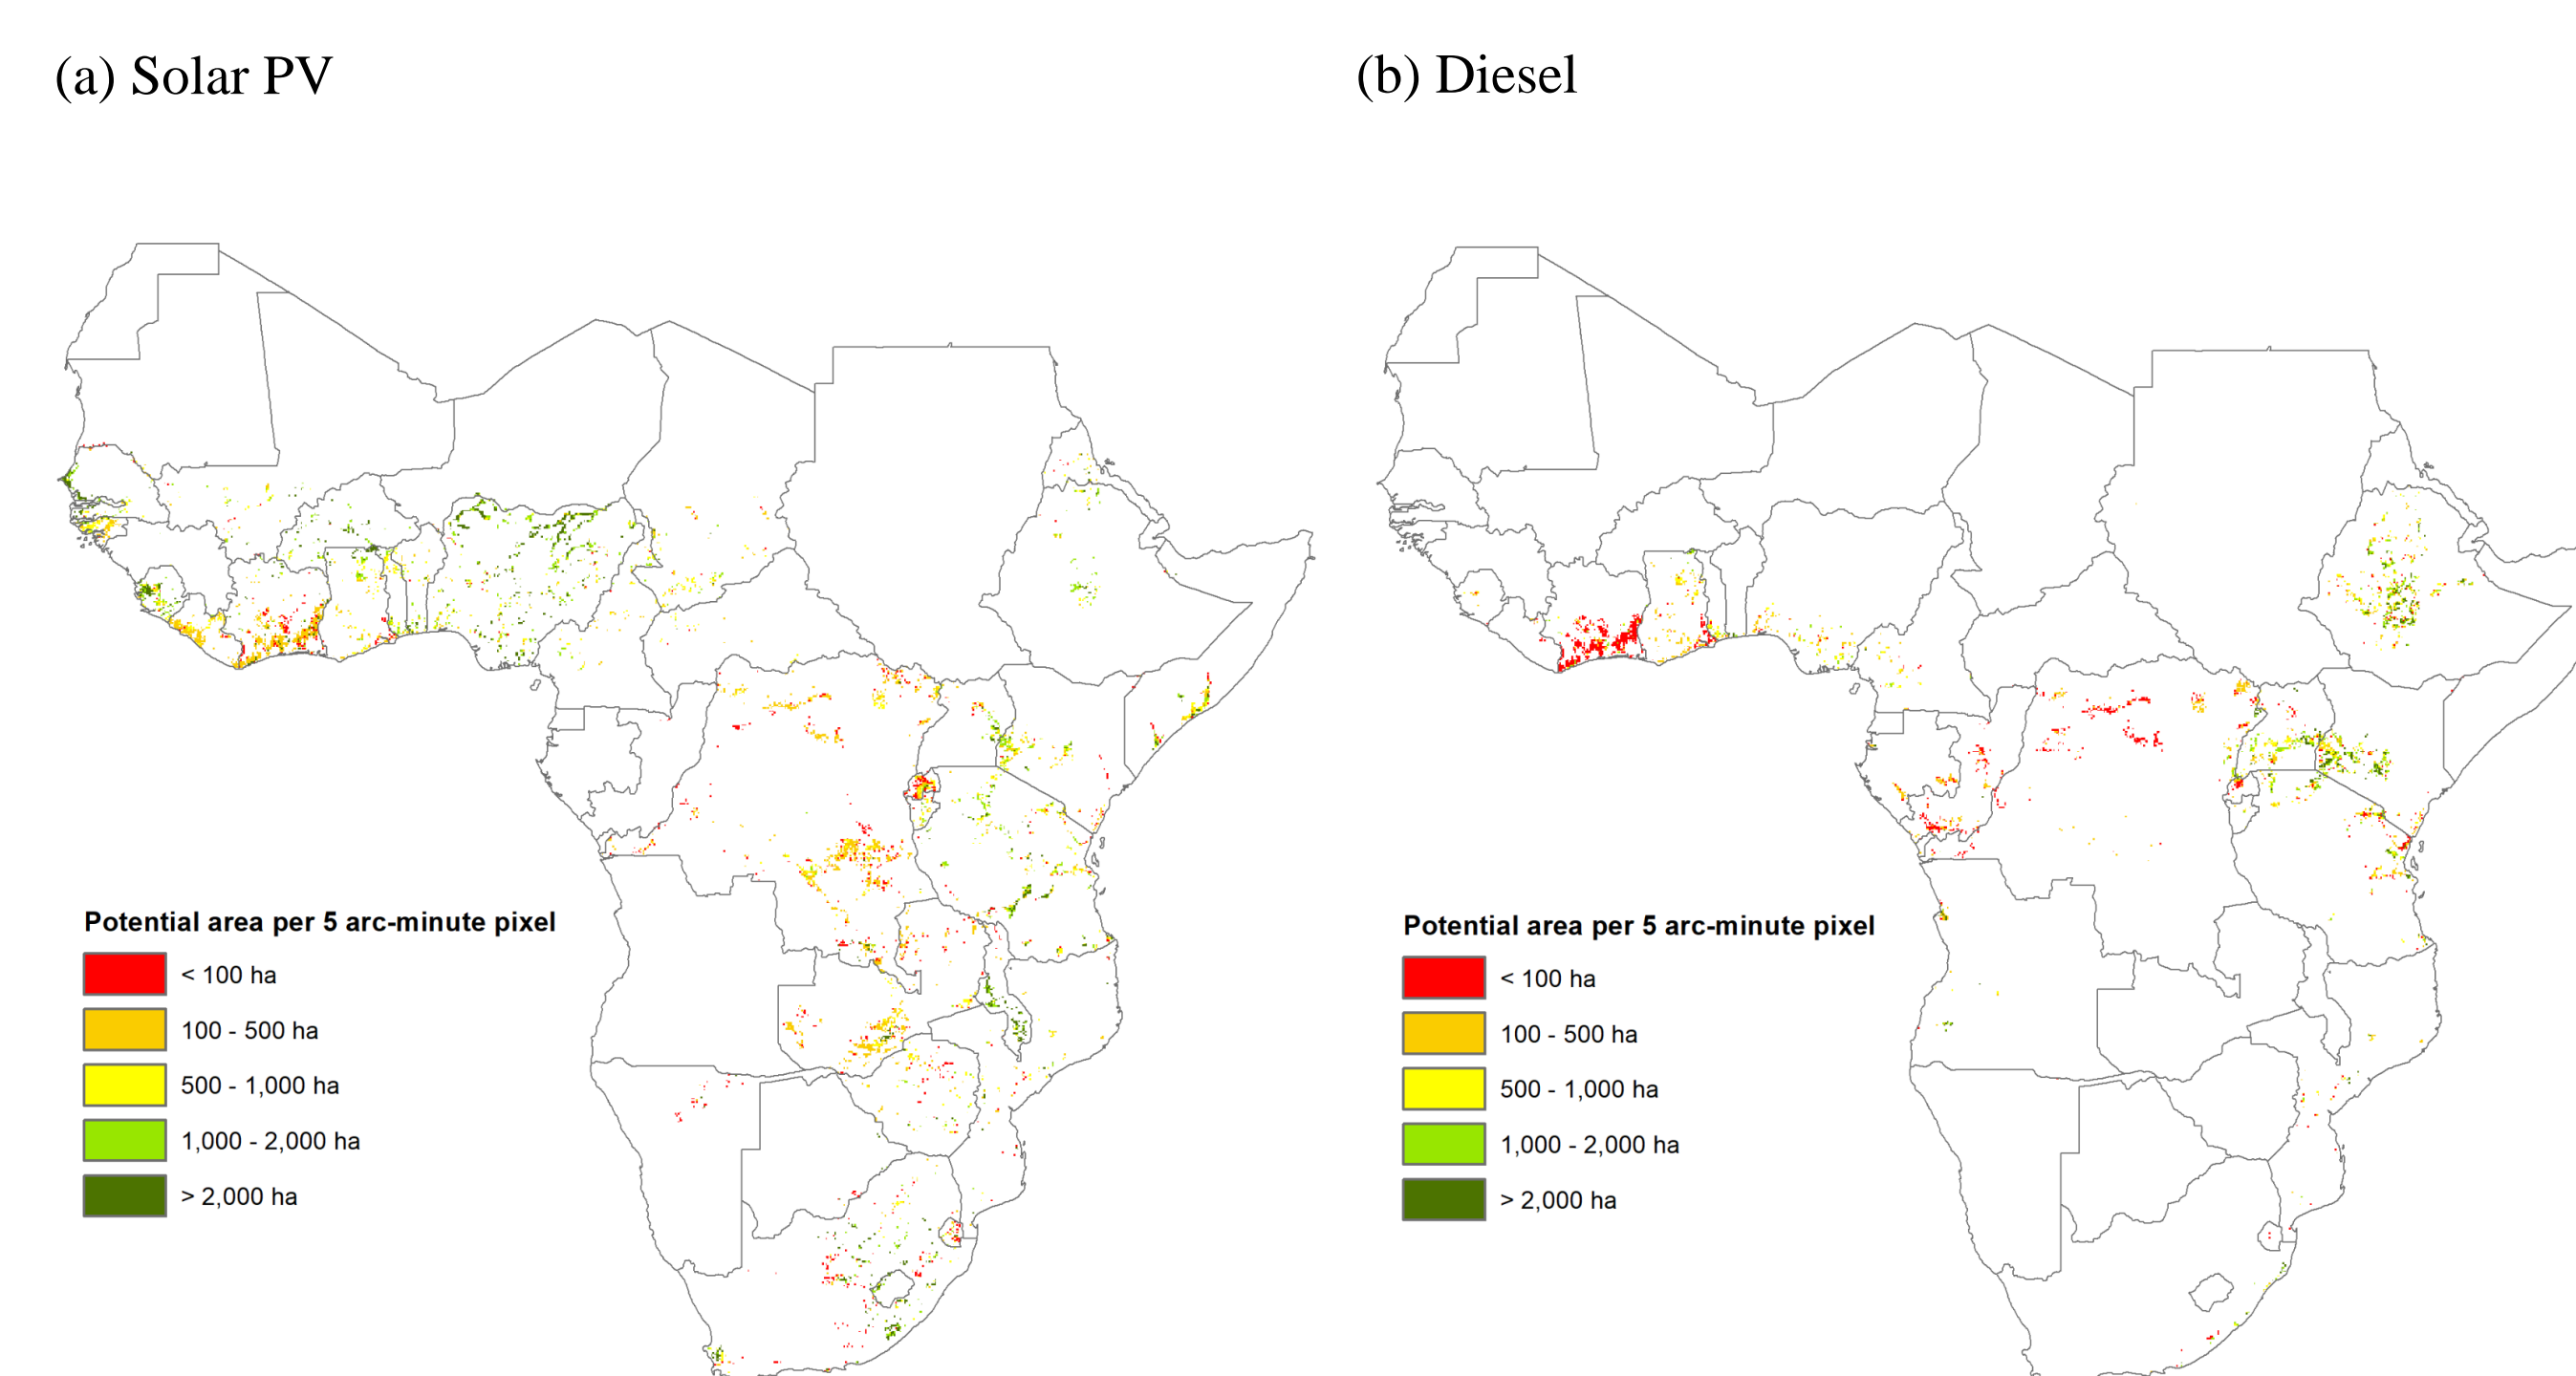 (a) Solar PV
(b) Diesel
Potential area per 5 arc-minute pixel
< 100 ha
100 - 500 ha
500 - 1,000 ha
1,000 - 2,000 ha
> 2,000 ha
Potential area per 5 arc-minute pixel
< 100 ha
100 - 500 ha
500 - 1,000 ha
1,000 - 2,000 ha
> 2,000 ha